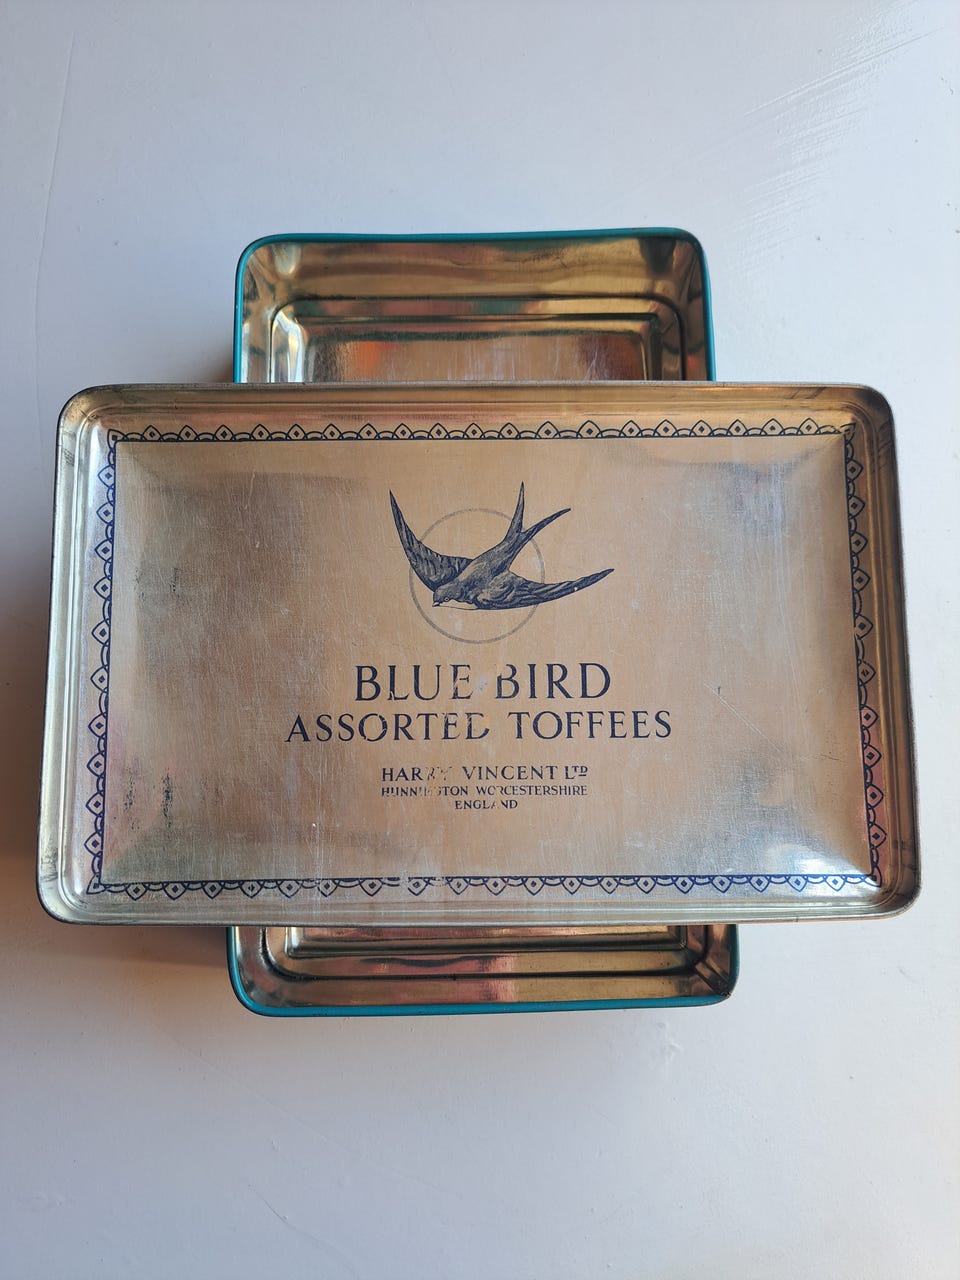 BLUE BIRD
ASSORTED TOFFEES
HARRY VINCENT LTD
HUNNINGTON WORCESTERSHIRE
ENGLAND